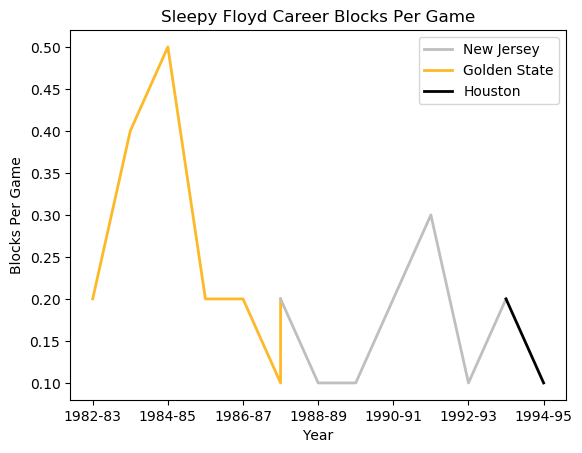 Sleepy Floyd Career Blocks Per Game
New Jersey
Golden State
Houston
Blocks Per Game
0.50
0.45
0.40
0.35
0.30
0.25
0.20
0.15
0.10
1982-83 1984-85 1986-87 1988-89 1990-91 1992-93 1994-95
Year